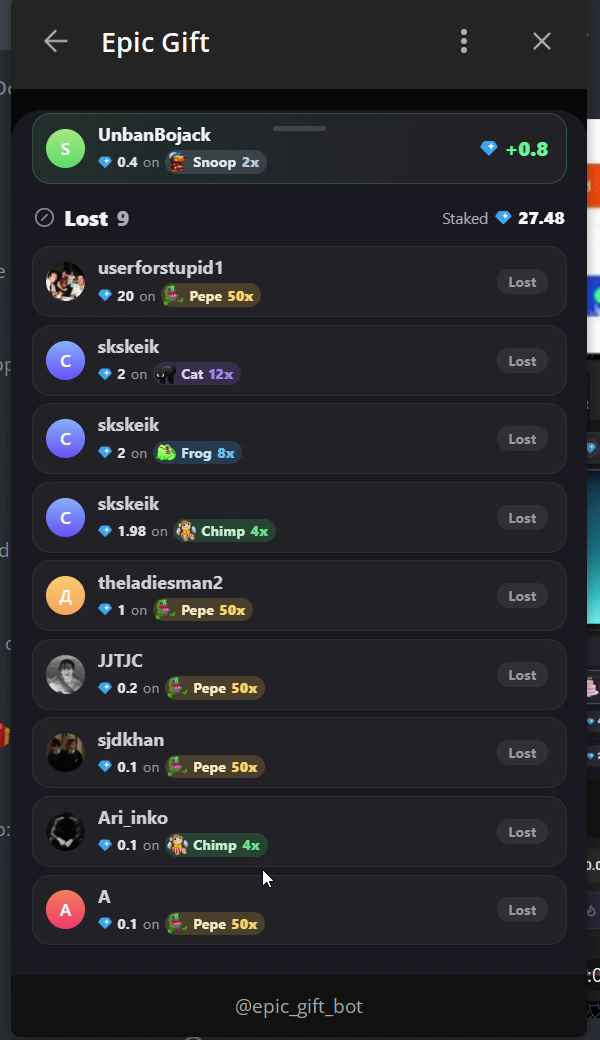 Epic Gift
S
UnbanBojack
0.4 on Snoop 2x
+0.8
Lost 9
Staked 27.48
userforstupid1
20 on Pepe 50x
Lost
C
skskeik
2 on Cat 12x
Lost
C
skskeik
2 on Frog 8x
Lost
C
skskeik
1.98 on Chimp 4x
Lost
Д
theladiesman2
1 on Pepe 50x
Lost
JJTJC
0.2 on Pepe 50x
Lost
sjdkhan
0.1 on Pepe 50x
Lost
Ari_inko
0.1 on Chimp 4x
Lost
A
A
0.1 on Pepe 50x
Lost
@epic_gift_bot